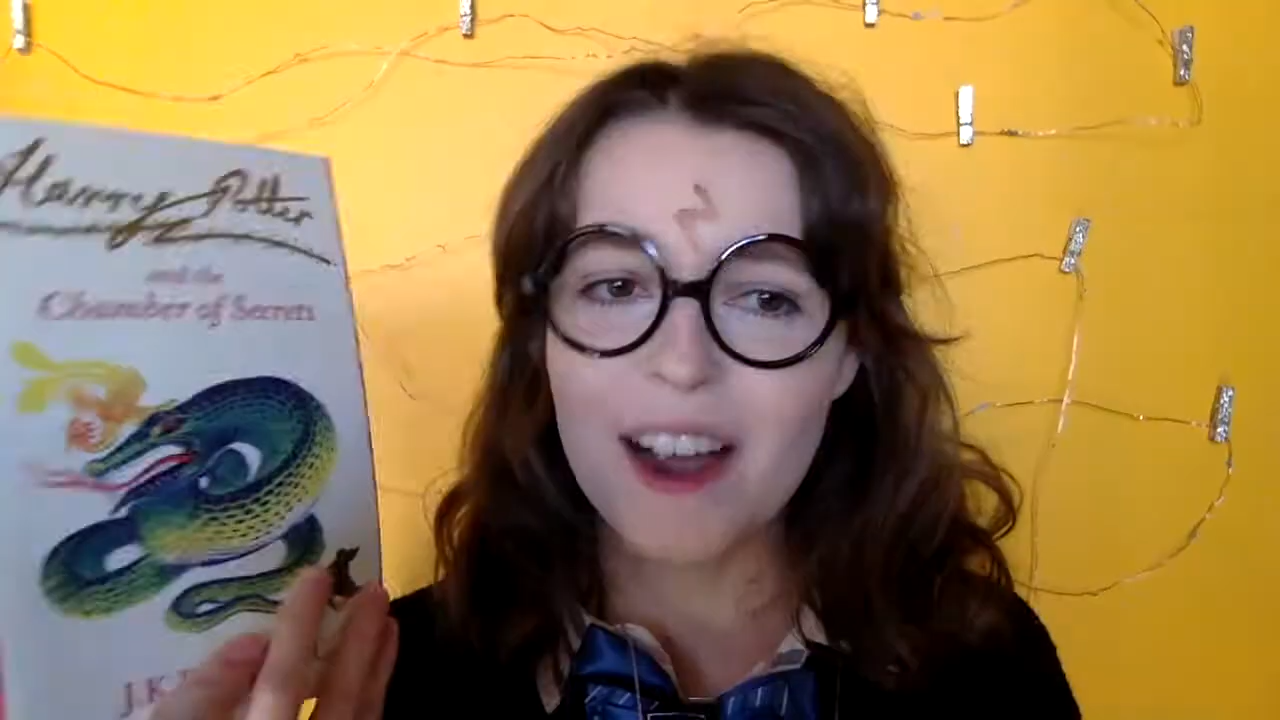 Harry Potter
and the
Chamber of Secrets
J.K.